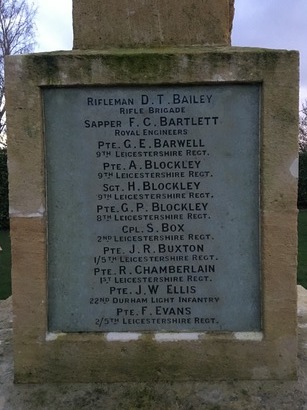 RIFLEMAN D. T. BAILEY
RIFLE BRIGADE
SAPPER F. C. BARTLETT
ROYAL ENGINEERS
PTE. G. E. BARWELL
9TH LEICESTERSHIRE REGT.
PTE. A. BLOCKLEY
9TH LEICESTERSHIRE REGT.
SGT. H. BLOCKLEY
9TH LEICESTERSHIRE REGT.
PTE. G. P. BLOCKLEY
8TH LEICESTERSHIRE REGT.
CPL. S. BOX
2ND LEICESTERSHIRE REGT.
PTE. J. R. BUXTON
1/5TH LEICESTERSHIRE REGT.
PTE. R. CHAMBERLAIN
1ST LEICESTERSHIRE REGT.
PTE. J. W. ELLIS
22ND DURHAM LIGHT INFANTRY
PTE. F. EVANS
2/5TH LEICESTERSHIRE REGT.